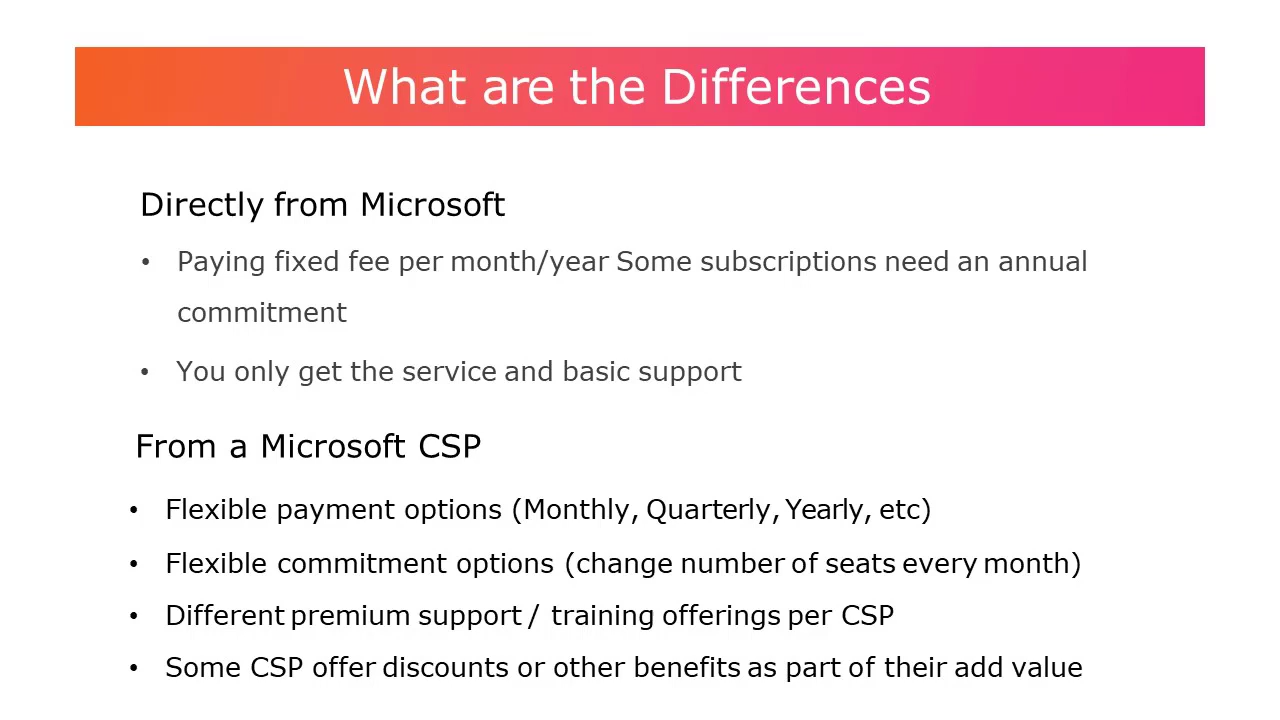 What are the Differences
Directly from Microsoft
• Paying fixed fee per month/year Some subscriptions need an annual
commitment
• You only get the service and basic support
From a Microsoft CSP
• Flexible payment options (Monthly, Quarterly, Yearly, etc)
• Flexible commitment options (change number of seats every month)
• Different premium support / training offerings per CSP
• Some CSP offer discounts or other benefits as part of their add value